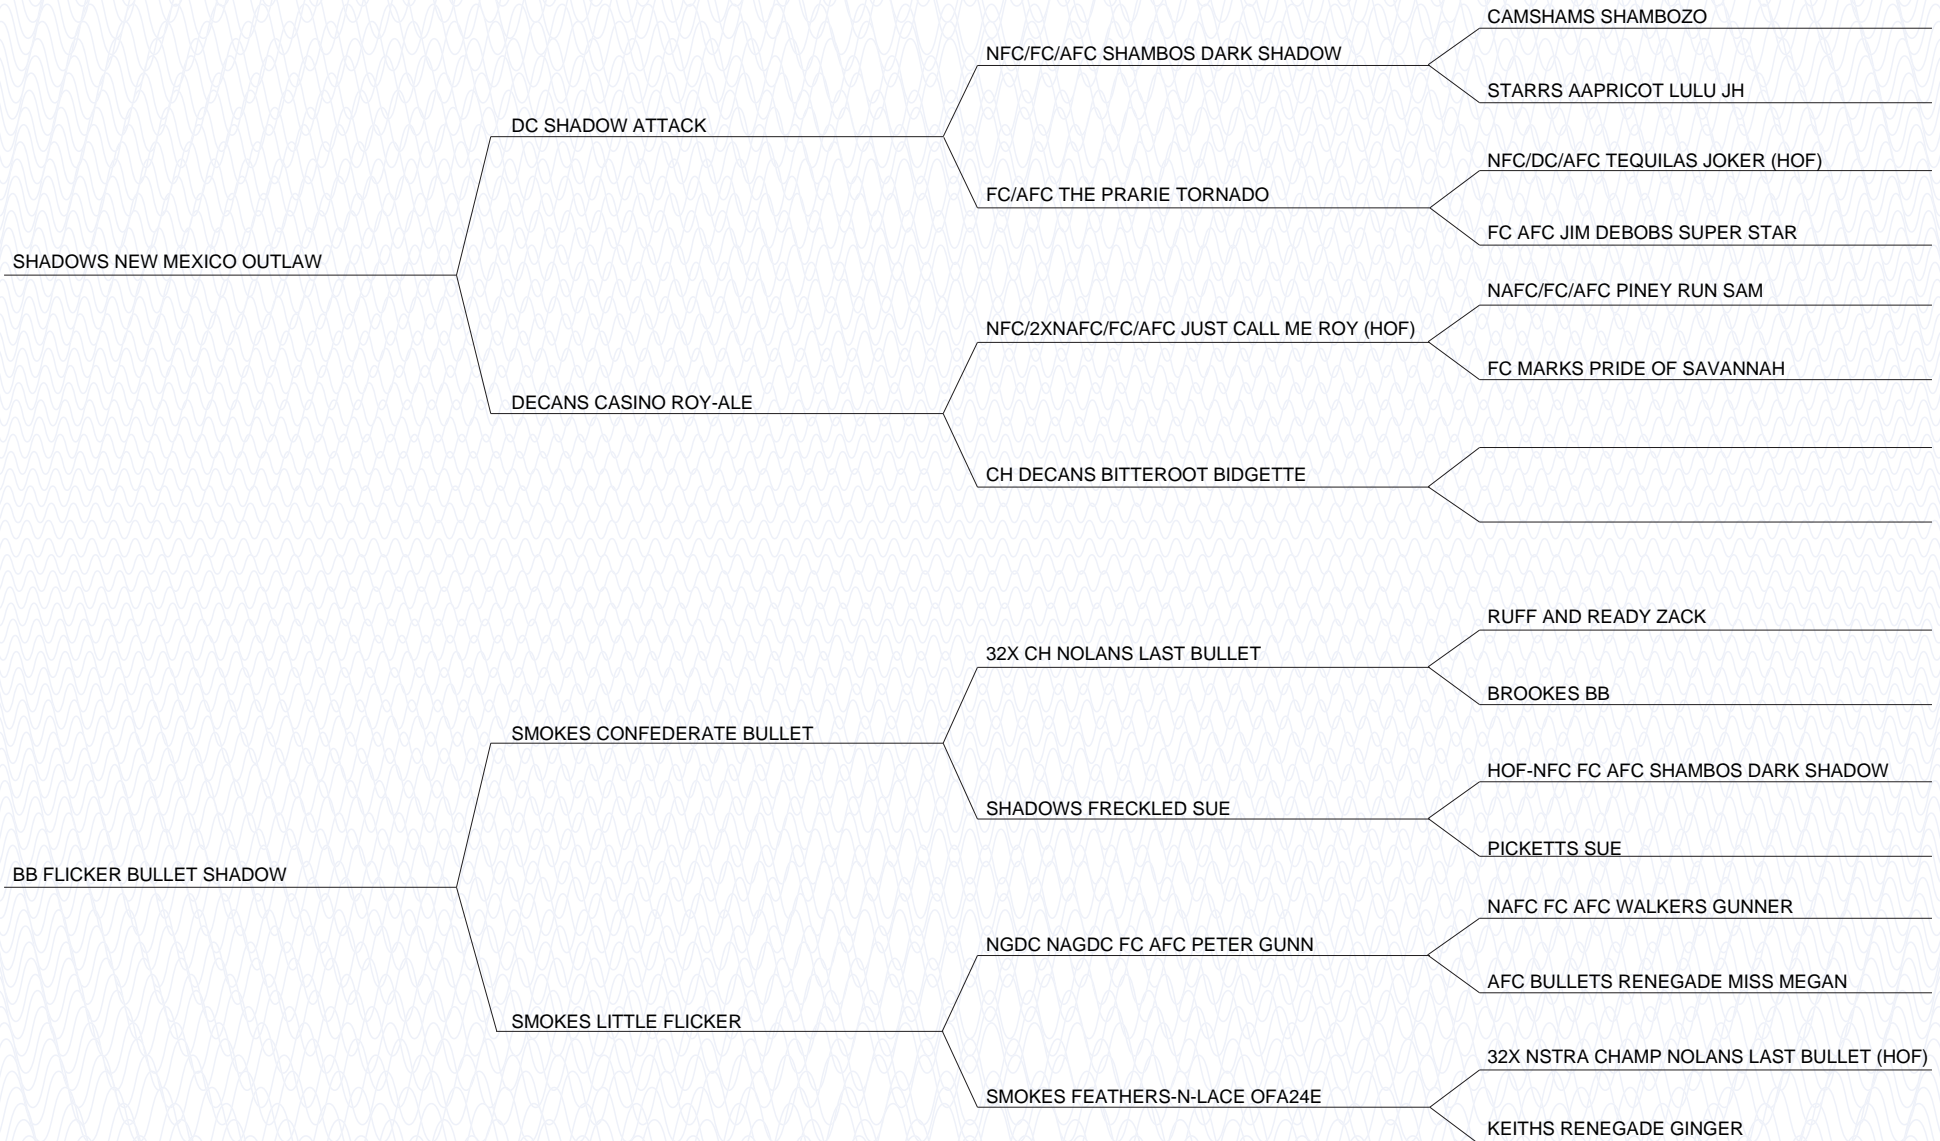 CAMSHAMS SHAMBOZO
NFC/FC/AFC SHAMBOS DARK SHADOW
STARRS AAPRICOT LULU JH
DC SHADOW ATTACK
NFC/DC/AFC TEQUILAS JOKER (HOF)
FC/AFC THE PRARIE TORNADO
FC AFC JIM DEBOBS SUPER STAR
SHADOWS NEW MEXICO OUTLAW
NAFC/FC/AFC PINEY RUN SAM
NFC/2XNAFC/FC/AFC JUST CALL ME ROY (HOF)
FC MARKS PRIDE OF SAVANNAH
DECANS CASINO ROY-ALE
CH DECANS BITTEROOT BIDGETTE
RUFF AND READY ZACK
32X CH NOLANS LAST BULLET
BROOKES BB
SMOKES CONFEDERATE BULLET
HOF-NFC FC AFC SHAMBOS DARK SHADOW
SHADOWS FRECKLED SUE
PICKETTS SUE
BB FLICKER BULLET SHADOW
NAFC FC AFC WALKERS GUNNER
NGDC NAGDC FC AFC PETER GUNN
AFC BULLETS RENEGADE MISS MEGAN
SMOKES LITTLE FLICKER
32X NSTRA CHAMP NOLANS LAST BULLET (HOF)
SMOKES FEATHERS-N-LACE OFA24E
KEITHS RENEGADE GINGER